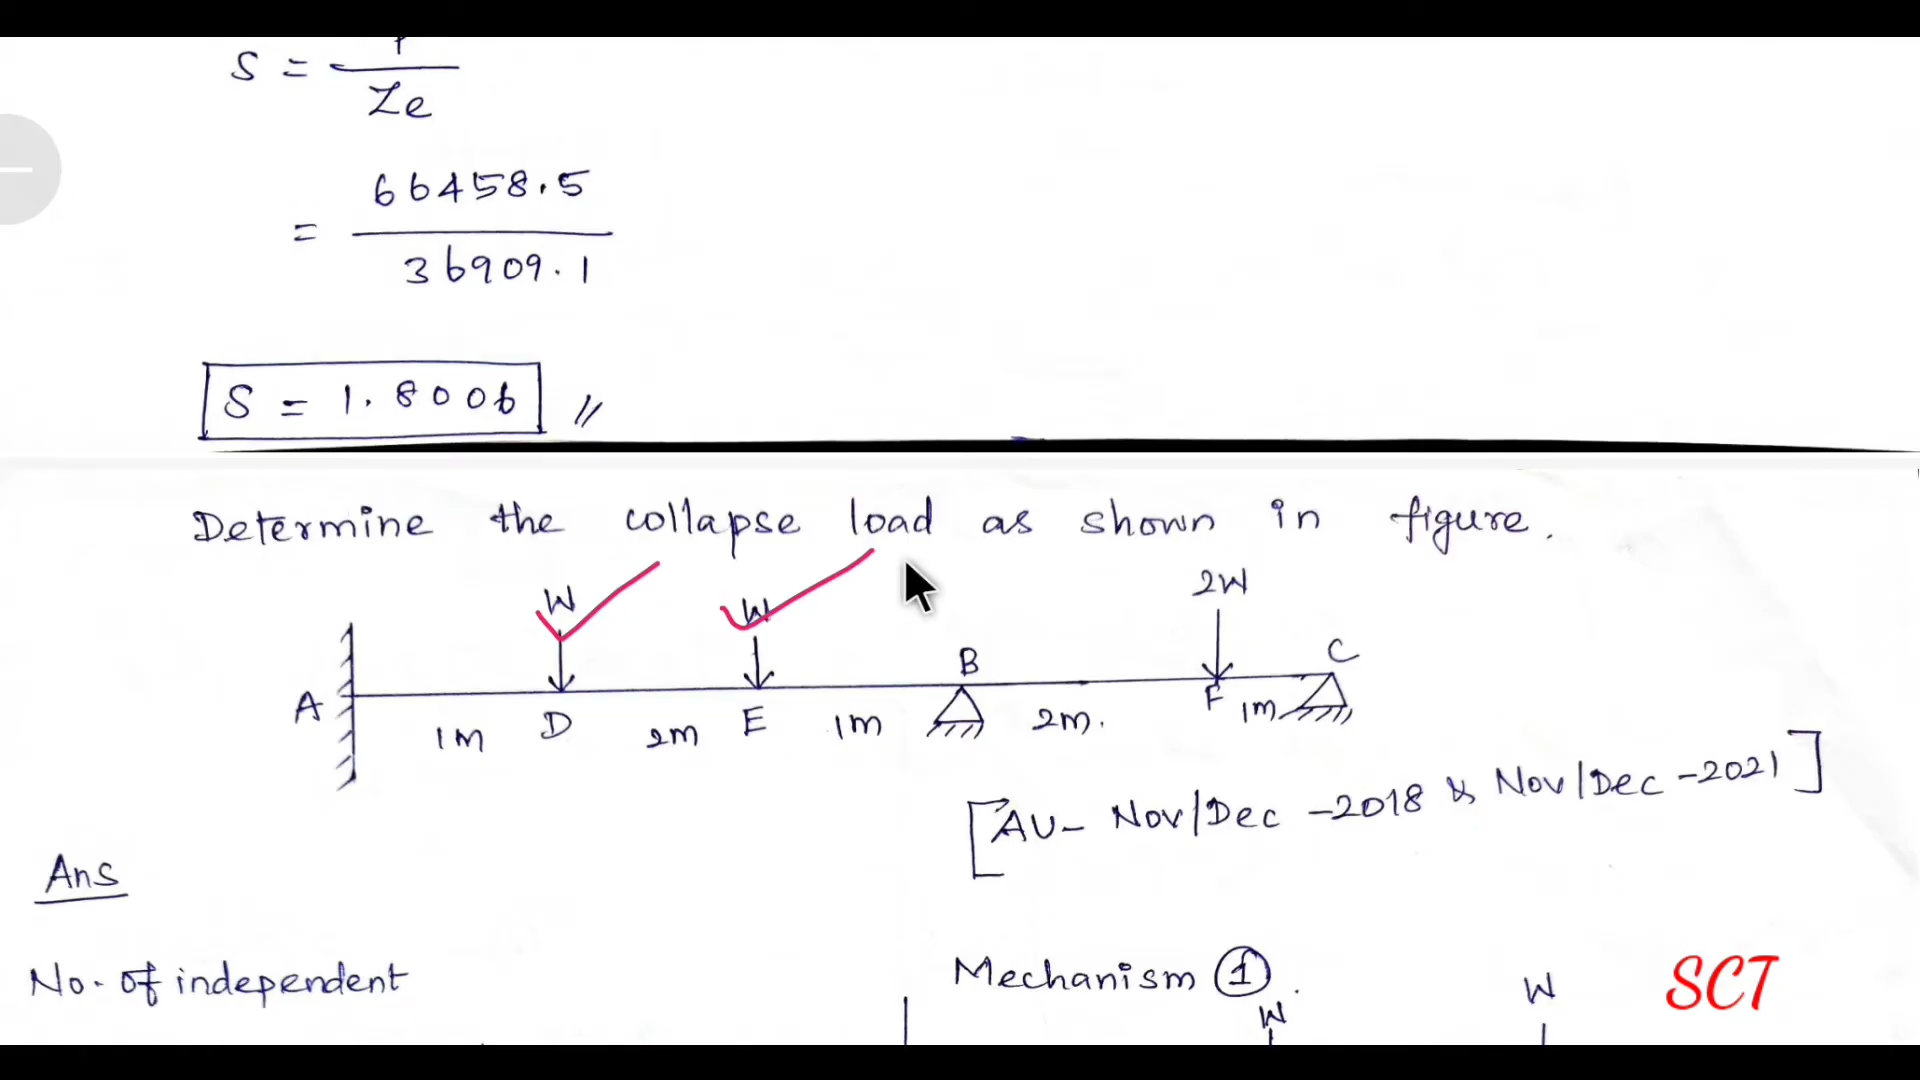 S =
Ze
= 66458.5
36909.1
S = 1.8006 //
Determine the collapse load as shown in figure.
W W 2W
A B C
1m D 2m E 1m 2m. F 1m
[AU- Nov/Dec -2018 & Nov/Dec -2021]
Ans
No. of independent
Mechanism ①.
W W
SCT